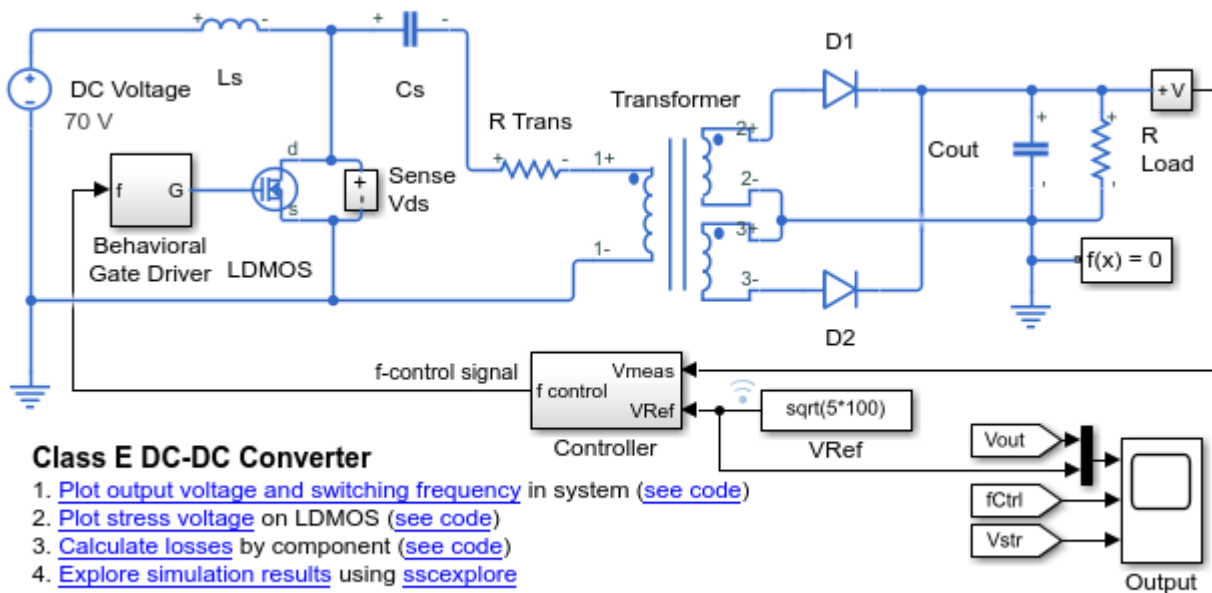 + -
Ls
+ -
Cs
D1
+
-
DC Voltage
70 V
R Trans
+ -
Transformer
1+
1-
2+
2-
3+
3-
Cout
+
-
+
-
R
Load
+ V
d
s
f G
+
-
Sense
Vds
Behavioral
Gate Driver
LDMOS
f(x) = 0
D2
f-control signal
Vmeas
f control
VRef
Controller
sqrt(5*100)
VRef
Vout
fCtrl
Vstr
Output
Class E DC-DC Converter
1. Plot output voltage and switching frequency in system (see code)
2. Plot stress voltage on LDMOS (see code)
3. Calculate losses by component (see code)
4. Explore simulation results using sscexplore